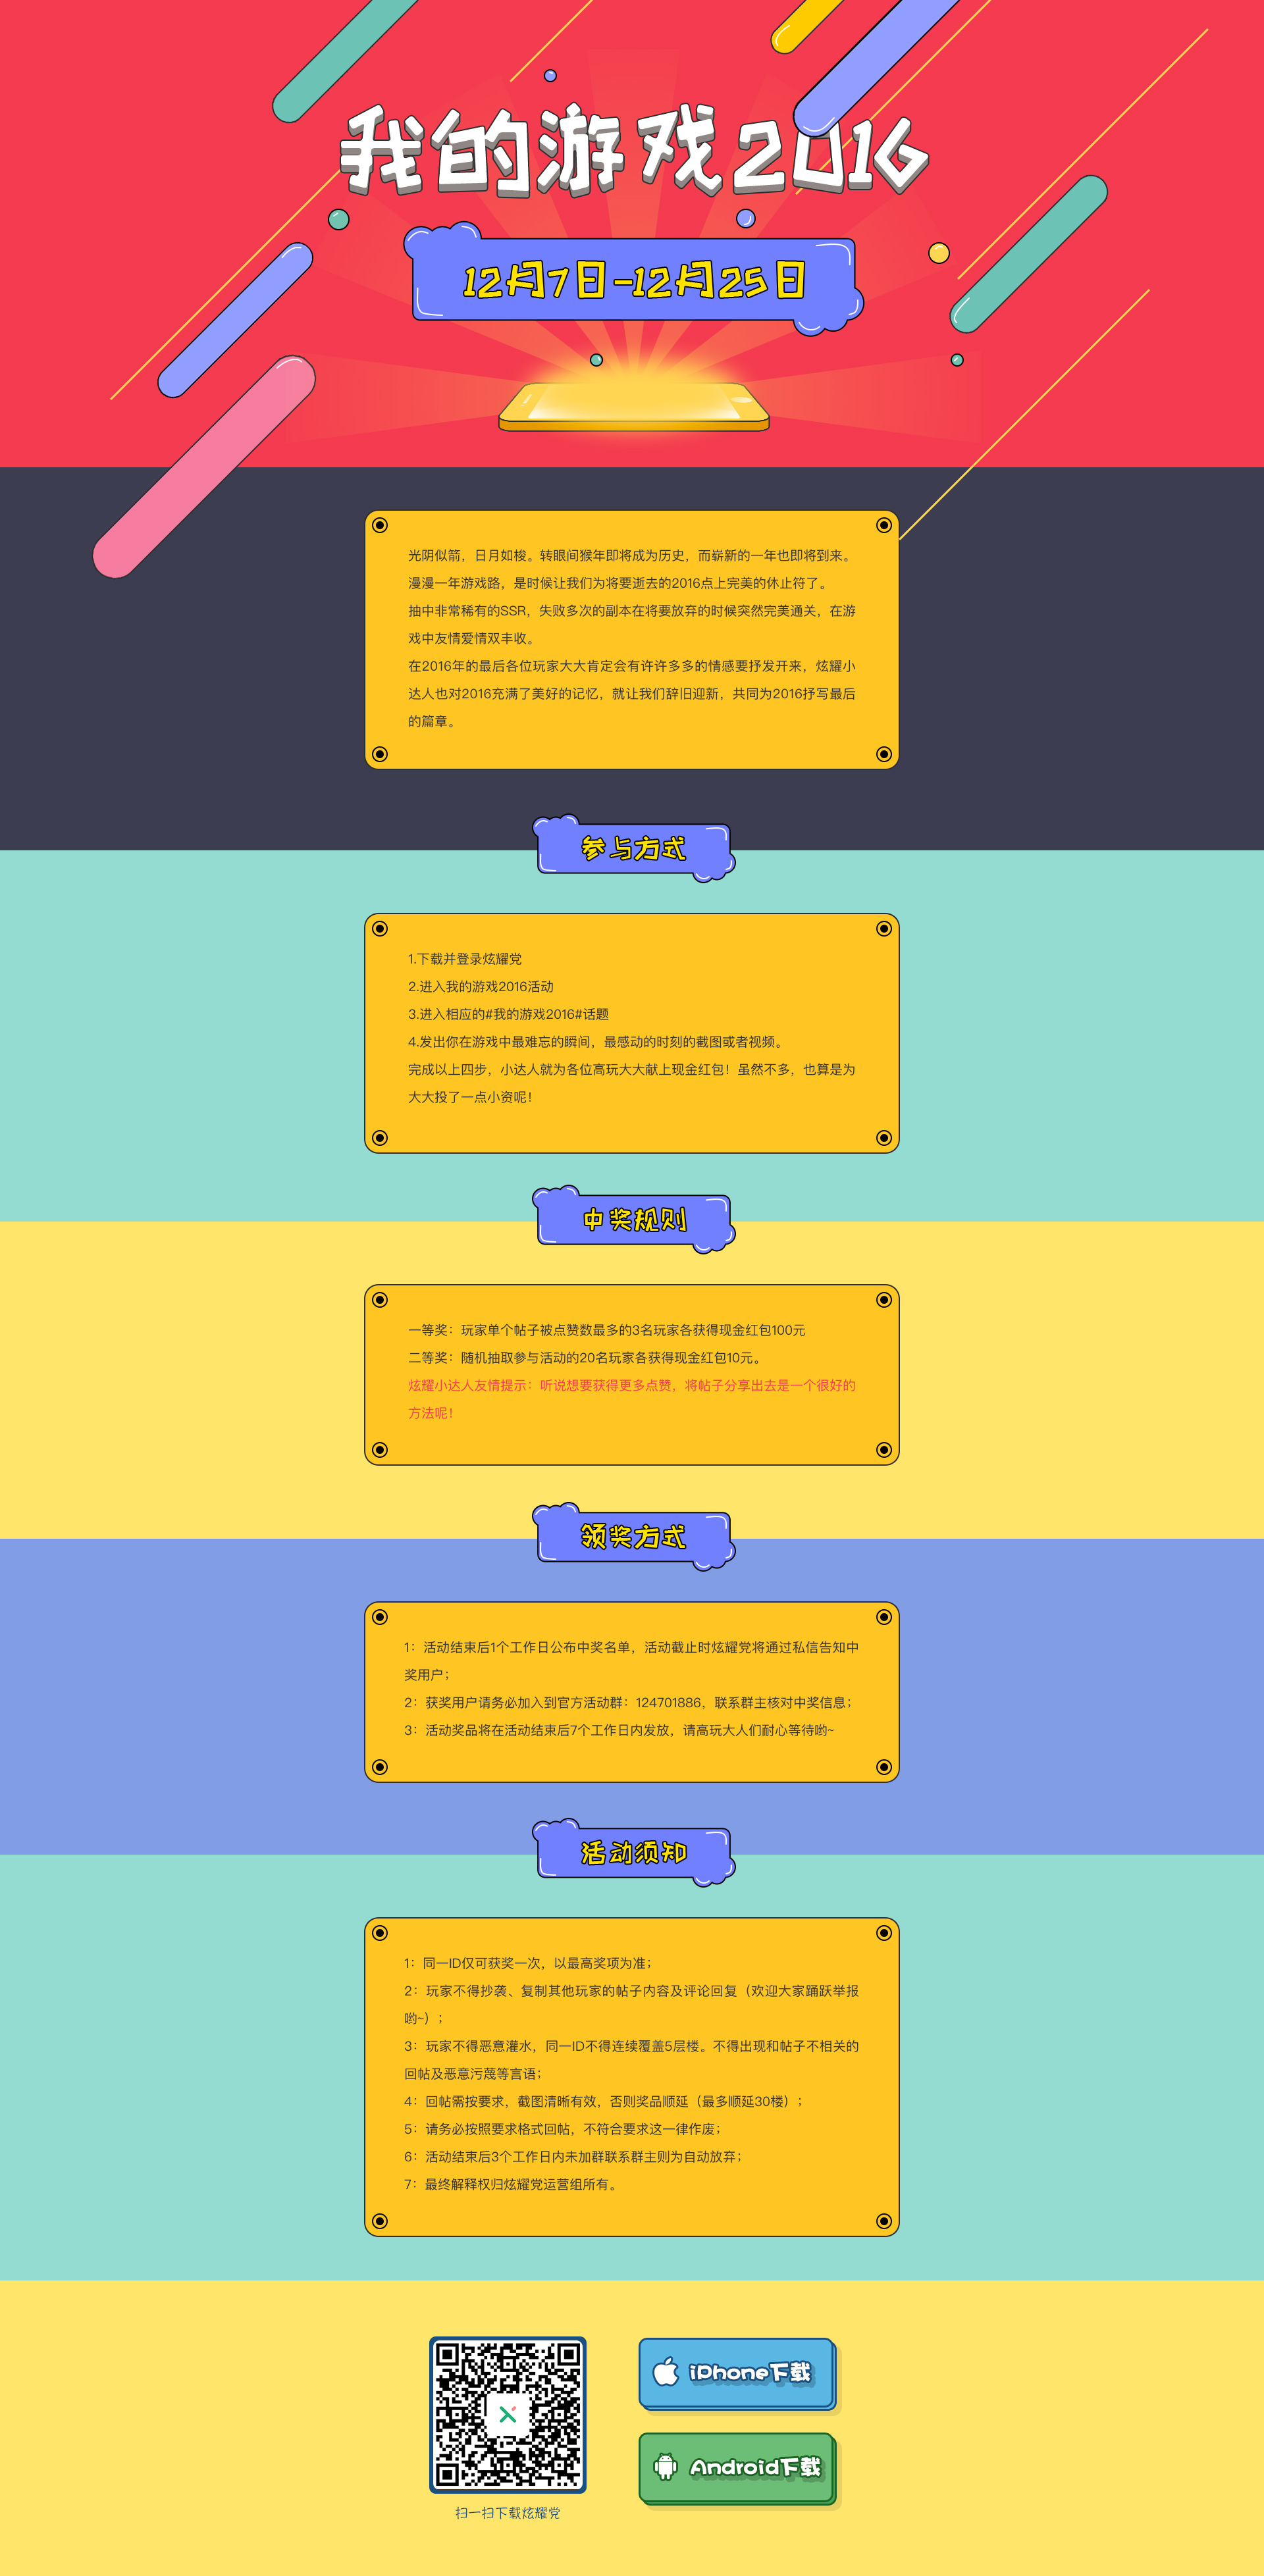 我的游戏2016
12月7日-12月25日
光阴似箭，日月如梭。转眼间猴年即将成为历史，而崭新的一年也即将到来。
漫漫一年游戏路，是时候让我们为将要逝去的2016点上完美的休止符了。
抽中非常稀有的SSR，失败多次的副本在将要放弃的时候突然完美通关，在游
戏中友情爱情双丰收。
在2016年的最后各位玩家大大肯定会有许许多多的情感要抒发开来，炫耀小
达人也对2016充满了美好的记忆，就让我们辞旧迎新，共同为2016抒写最后
的篇章。
参与方式
1.下载并登录炫耀党
2.进入我的游戏2016活动
3.进入相应的#我的游戏2016#话题
4.发出你在游戏中最难忘的瞬间，最感动的时刻的截图或者视频。
完成以上四步，小达人就为各位高玩大大献上现金红包！虽然不多，也算是为
大大投了一点小资呢！
中奖规则
一等奖：玩家单个帖子被点赞数最多的3名玩家各获得现金红包100元
二等奖：随机抽取参与活动的20名玩家各获得现金红包10元。
炫耀小达人友情提示：听说想要获得更多点赞，将帖子分享出去是一个很好的
方法呢！
领奖方式
1：活动结束后1个工作日公布中奖名单，活动截止时炫耀党将通过私信告知中
奖用户；
2：获奖用户请务必加入到官方活动群：124701886，联系群主核对中奖信息；
3：活动奖品将在活动结束后7个工作日内发放，请高玩大人们耐心等待哟~
活动须知
1：同一ID仅可获奖一次，以最高奖项为准；
2：玩家不得抄袭、复制其他玩家的帖子内容及评论回复（欢迎大家踊跃举报
哟~）；
3：玩家不得恶意灌水，同一ID不得连续覆盖5层楼。不得出现和帖子不相关的
回帖及恶意污蔑等言语；
4：回帖需按要求，截图清晰有效，否则奖品顺延（最多顺延30楼）；
5：请务必按照要求格式回帖，不符合要求这一律作废；
6：活动结束后3个工作日内未加群联系群主则为自动放弃；
7：最终解释权归炫耀党运营组所有。
iPhone下载
Android下载
扫一扫下载炫耀党